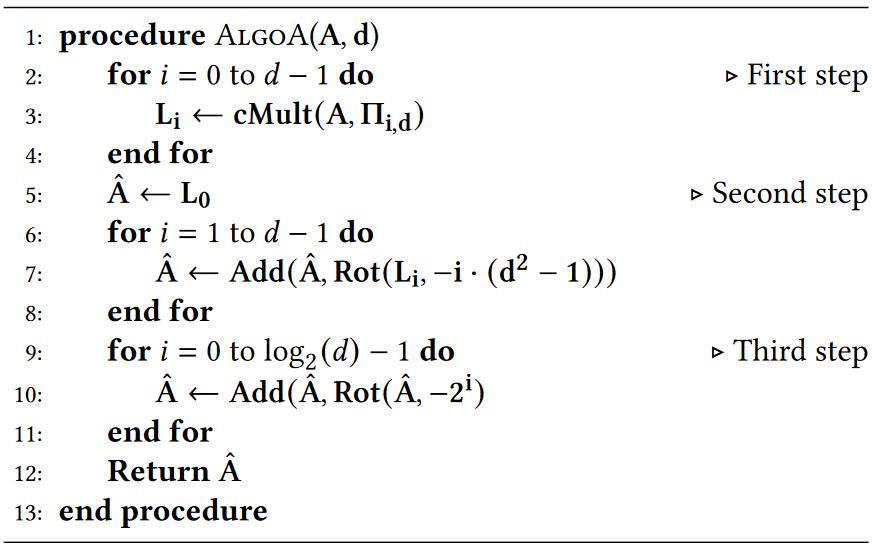 1: procedure ALGOA(A, d)
2: for i = 0 to d − 1 do ▹ First step
3: Lᵢ ← cMult(A, Πᵢ,d)
4: end for
5: Â ← L₀ ▹ Second step
6: for i = 1 to d − 1 do
7: Â ← Add(Â, Rot(Lᵢ, −i · (d² − 1)))
8: end for
9: for i = 0 to log₂(d) − 1 do ▹ Third step
10: Â ← Add(Â, Rot(Â, −2ⁱ)
11: end for
12: Return Â
13: end procedure